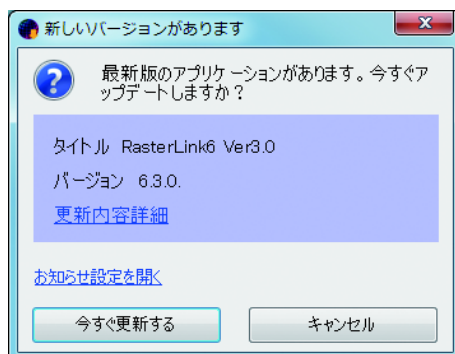 新しいバージョンがあります
最新版のアプリケーションがあります。今すぐア
ップデートしますか？
タイトル RasterLink6 Ver3.0
バージョン 6.3.0.
更新内容詳細
お知らせ設定を開く
今すぐ更新する
キャンセル